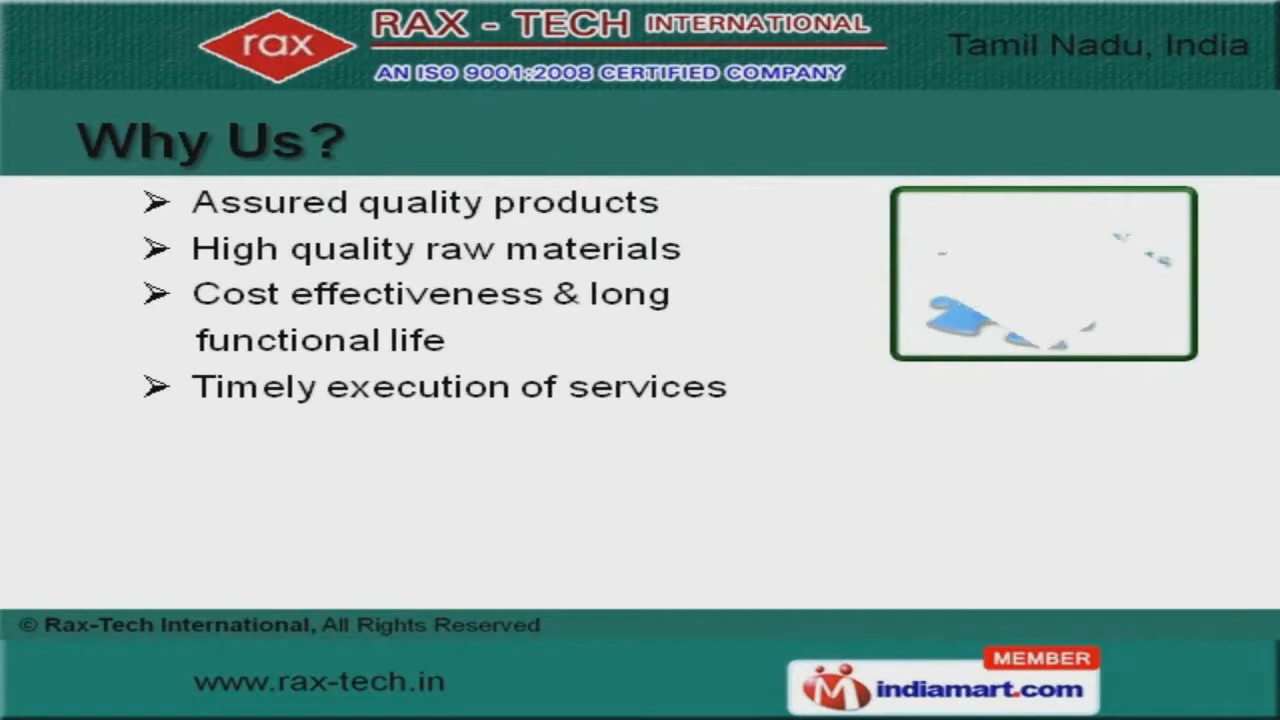 rax
RAX - TECH INTERNATIONAL
AN ISO 9001:2008 CERTIFIED COMPANY
Tamil Nadu, India
Why Us?
➢ Assured quality products
➢ High quality raw materials
➢ Cost effectiveness & long
functional life
➢ Timely execution of services
© Rax-Tech International, All Rights Reserved
www.rax-tech.in
MEMBER
indiamart.com